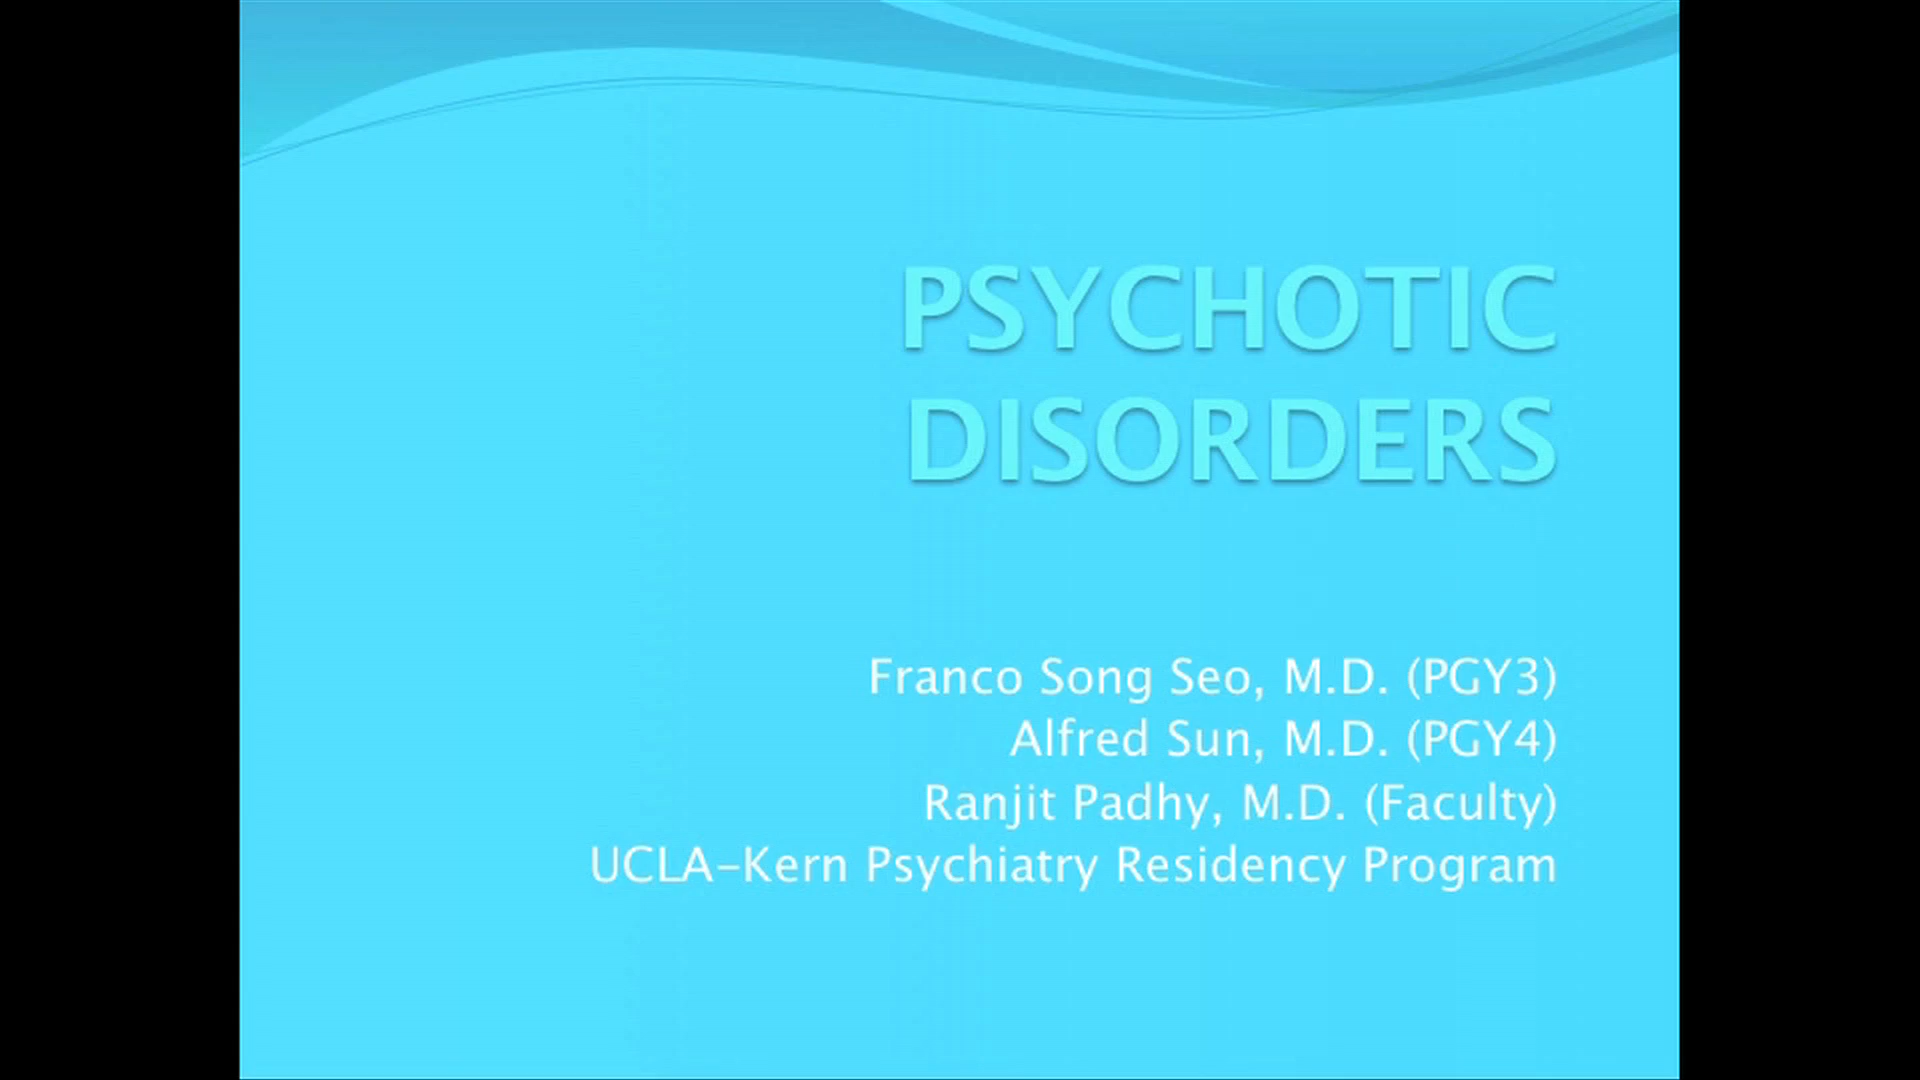 PSYCHOTIC
DISORDERS
Franco Song Seo, M.D. (PGY3)
Alfred Sun, M.D. (PGY4)
Ranjit Padhy, M.D. (Faculty)
UCLA-Kern Psychiatry Residency Program